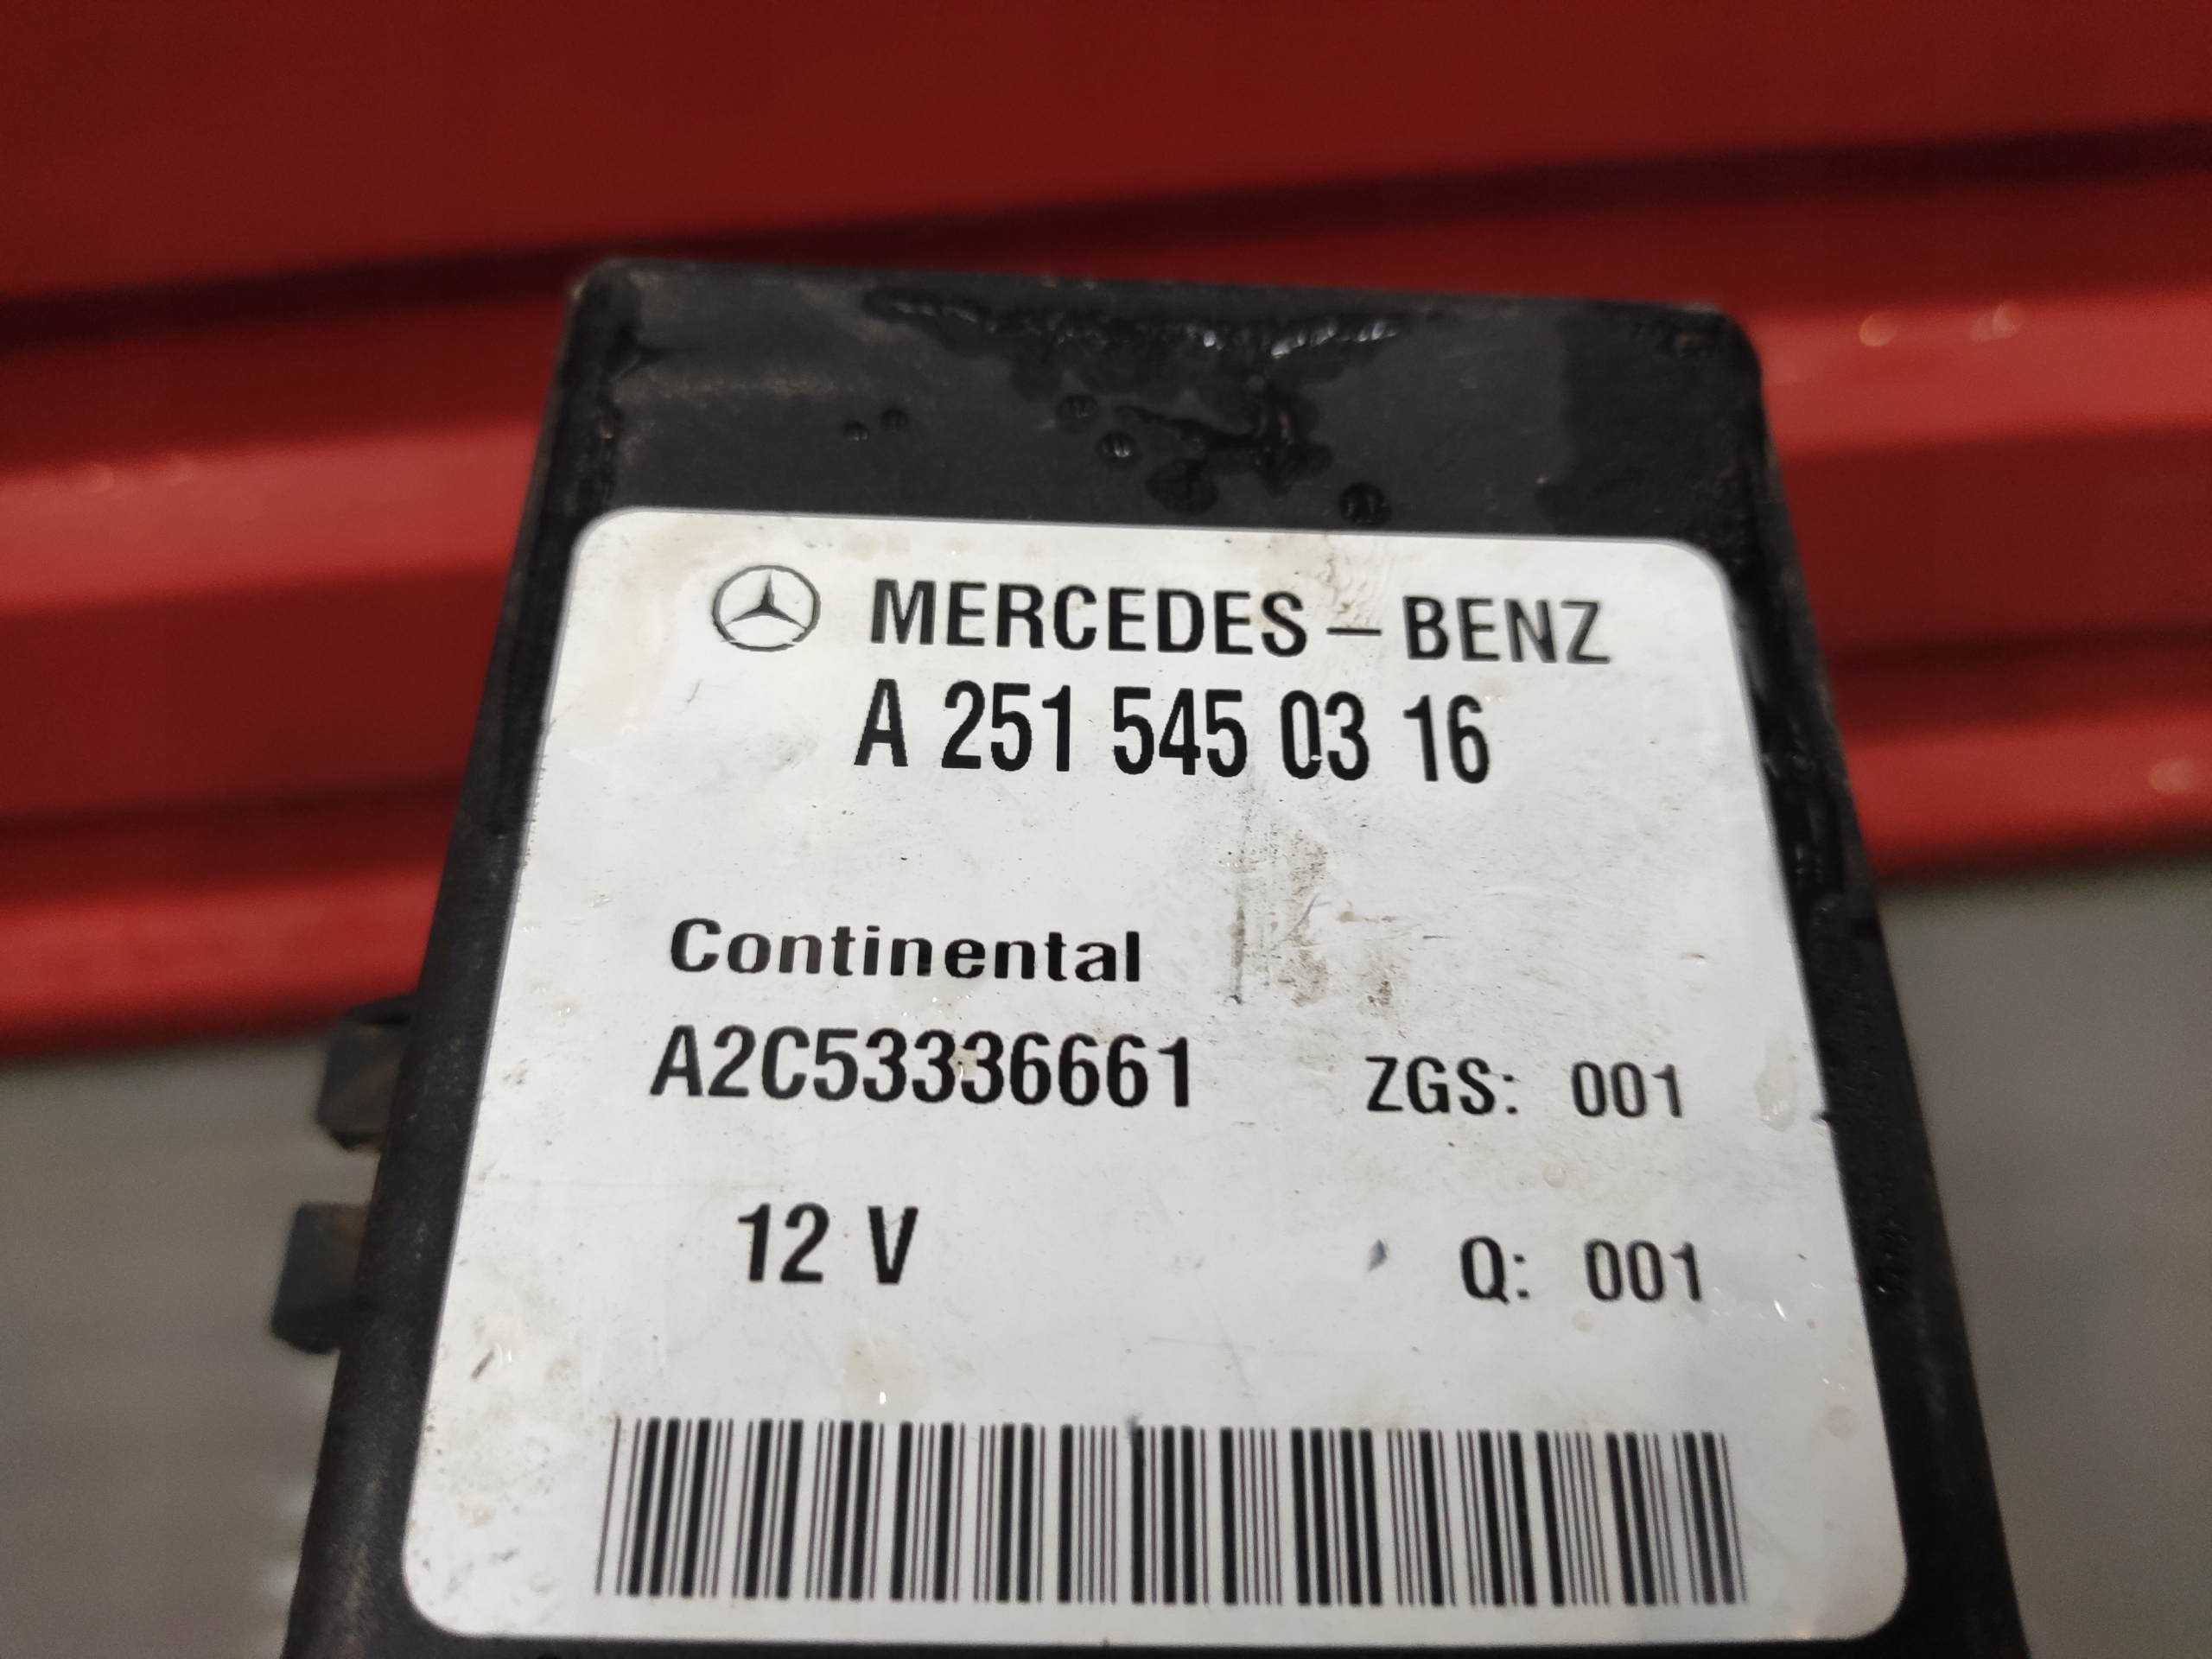 MERCEDES – BENZ
A 251 545 03 16
Continental
A2C53336661 ZGS: 001
12 V Q: 001